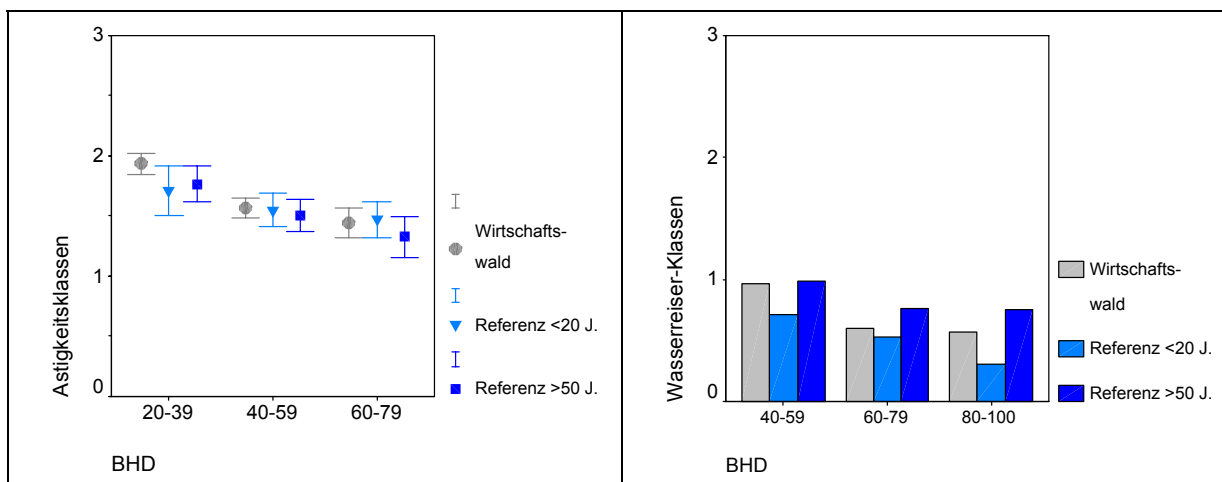 3
2
1
0
Astigkeitsklassen
20-39 40-59 60-79
BHD
Wirtschafts-
wald
Referenz <20 J.
Referenz >50 J.
3
2
1
0
Wasserreiser-Klassen
40-59 60-79 80-100
BHD
Wirtschafts-
wald
Referenz <20 J.
Referenz >50 J.